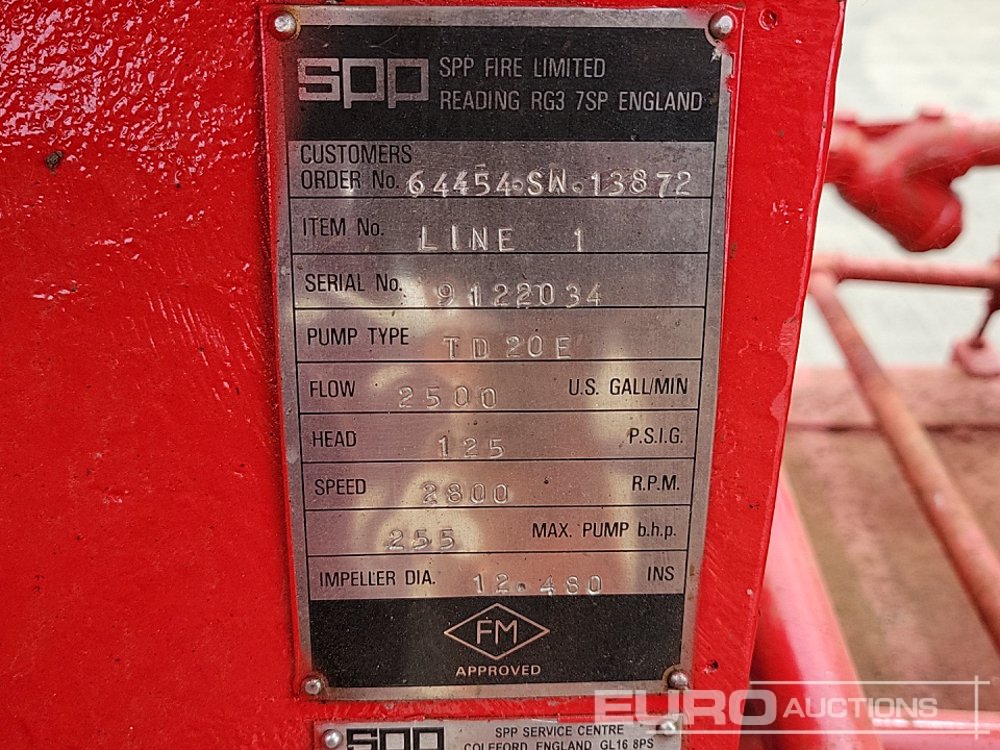 spp SPP FIRE LIMITED
READING RG3 7SP ENGLAND
CUSTOMERS
ORDER No. 64454.SW.13872
ITEM No. LINE 1
SERIAL No. 9122034
PUMP TYPE TD20E
FLOW 2500 U.S. GALL/MIN
HEAD 125 P.S.I.G.
SPEED 2800 R.P.M.
255 MAX. PUMP b.h.p.
IMPELLER DIA. 12.480 INS
FM
APPROVED
EURO AUCTIONS
spp SPP SERVICE CENTRE
COLEFORD, ENGLAND GL16 8PS